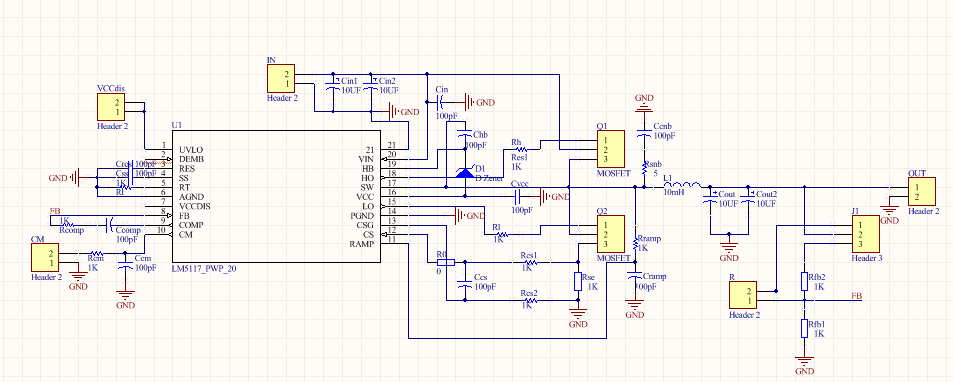 IN
2
1
Header 2
Cin1
10UF
Cin2
10UF
GND
Cin
100pF
GND
VCCdis
2
1
Header 2
U1
1 UVLO
2 DEMB
3 RES
4 SS
5 RT
6 AGND
7 VCCDIS
8 FB
9 COMP
10 CM
21 21
VIN 20
HB 19
HO 18
SW 17
VCC 16
LO 15
PGND 14
CSG 13
CS 12
RAMP 11
LM5117_PWP_20
GND
Cres 100pF
Css 100pF
1K
Rt
FB
1K
Rcomp
Ccomp
100pF
CM
2
1
Header 2
Rcm
1K
GND
Ccm
100pF
GND
Chb
100pF
D1
D Zener
Rh
Res1
1K
Cvcc
100pF
GND
GND
Rl
1K
Q1
1
2
3
MOSFET
Q2
1
2
3
MOSFET
GND
Ccnb
100pF
Rsnb
5
L1
10mH
Rramp
1K
Cramp
100pF
GND
R0
0
Ccs
100pF
Rcs1
1K
Rcs2
1K
Rse
1K
GND
Cout
10UF
Cout2
10UF
GND
OUT
1
2
Header 2
GND
J1
1
2
3
Header 3
R
2
1
Header 2
Rfb2
1K
FB
Rfb1
1K
GND